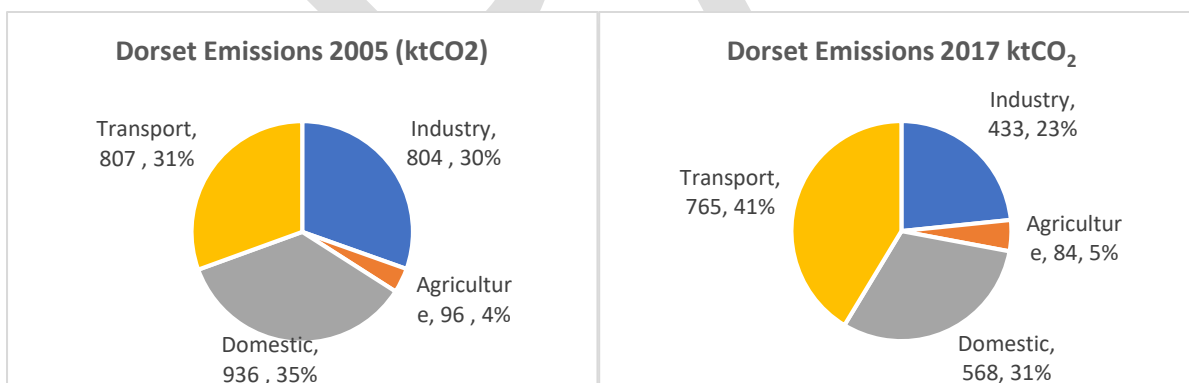 Dorset Emissions 2005 (ktCO2)
Transport,
807 , 31%
Industry,
804 , 30%
Agricultur
e, 96 , 4%
Domestic,
936 , 35%
Dorset Emissions 2017 ktCO₂
Industry,
433, 23%
Transport,
765, 41%
Agricultur
e, 84, 5%
Domestic,
568, 31%